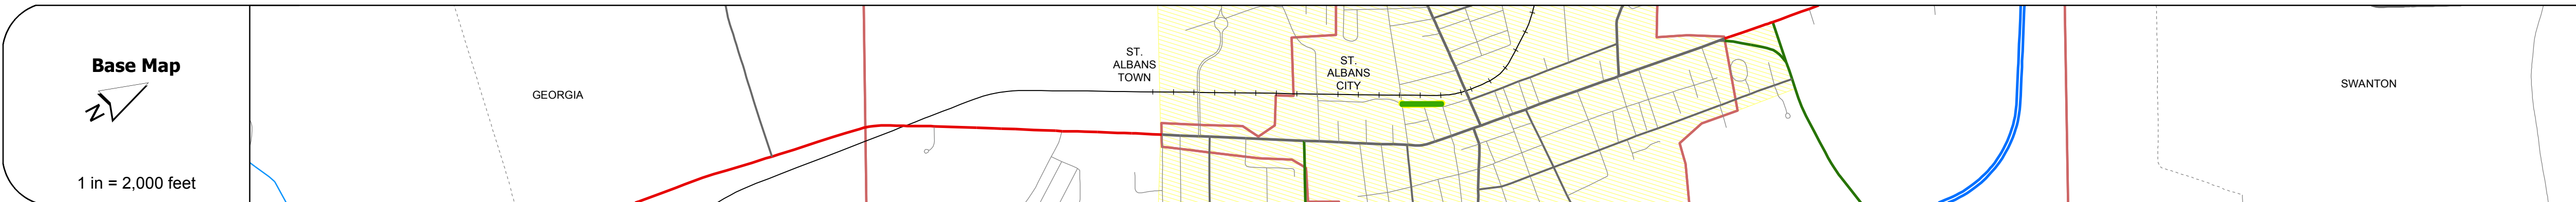 Base Map
N
1 in = 2,000 feet
GEORGIA
ST.
ALBANS
TOWN
ST.
ALBANS
CITY
SWANTON